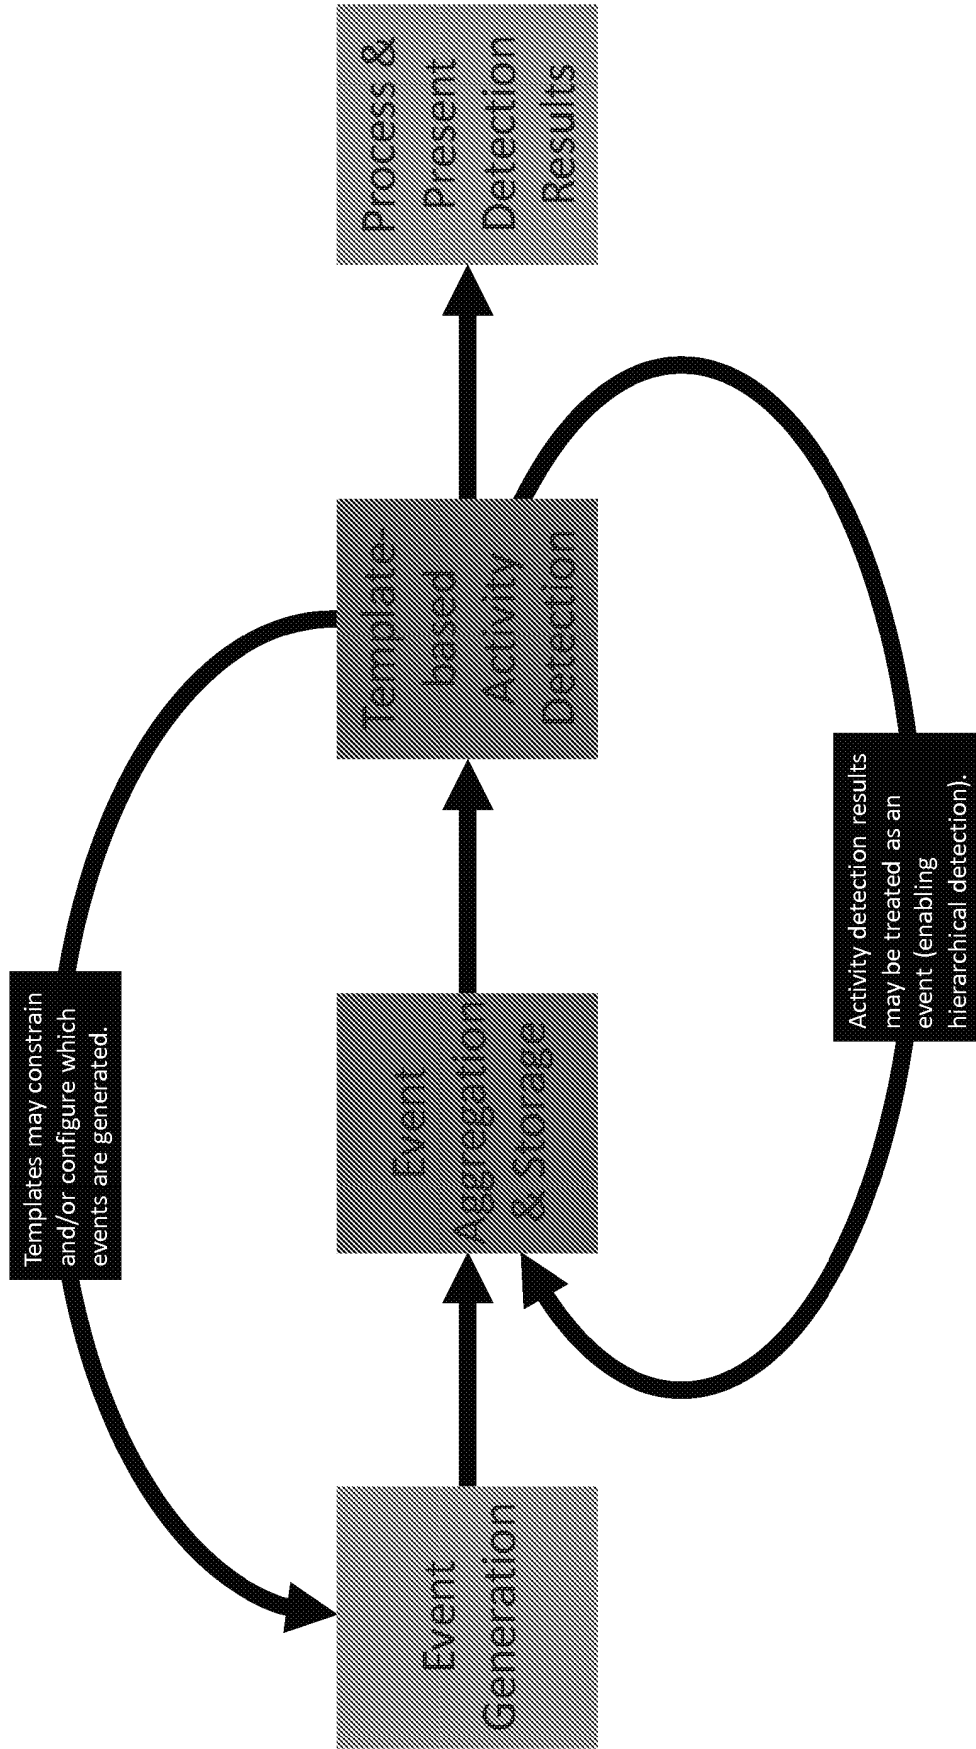 Templates may constrain
and/or configure which
events are generated.
Event
Generation
Event
Aggregation
& Storage
Template-
based
Activity
Detection
Process &
Present
Detection
Results
Activity detection results
may be treated as an
event (enabling
hierarchical detection).